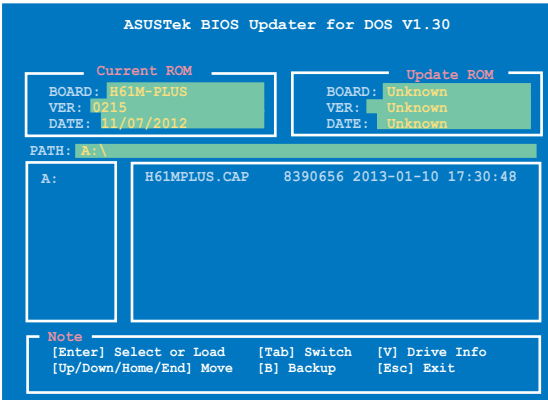 ASUSTek BIOS Updater for DOS V1.30
Current ROM
BOARD: H61M-PLUS
VER: 0215
DATE: 11/07/2012
Update ROM
BOARD: Unknown
VER: Unknown
DATE: Unknown
PATH: A:\
A:
H61MPLUS.CAP 8390656 2013-01-10 17:30:48
Note
[Enter] Select or Load [Tab] Switch [V] Drive Info
[Up/Down/Home/End] Move [B] Backup [Esc] Exit